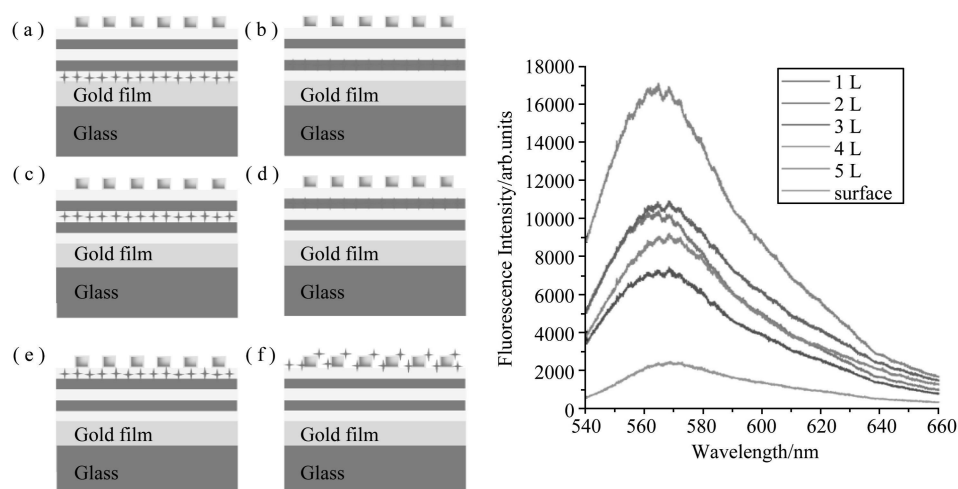 ( a )
Gold film
Glass
( b )
Gold film
Glass
( c )
Gold film
Glass
( d )
Gold film
Glass
( e )
Gold film
Glass
( f )
Gold film
Glass
Fluorescence Intensity/arb.units
18000
16000
14000
12000
10000
8000
6000
4000
2000
0
1 L
2 L
3 L
4 L
5 L
surface
540 560 580 600 620 640 660
Wavelength/nm